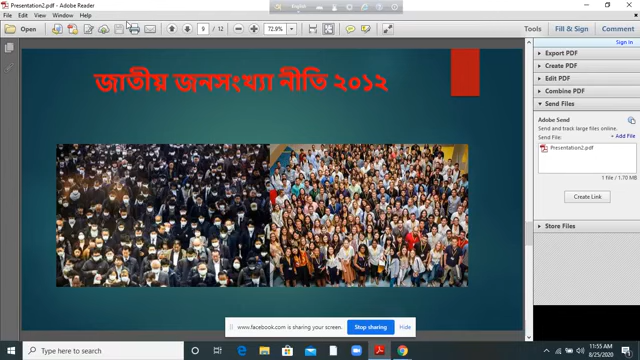 Presentation2.pdf - Adobe Reader
English
File Edit View Window Help
Open
9 / 12
72.9%
Tools Fill & Sign Comment
Sign In
Export PDF
Create PDF
Edit PDF
Combine PDF
Send Files
Adobe Send
Send and track large files online.
Send File:
Add File
Presentation2.pdf
1 file / 1.70 MB
Create Link
Store Files
জাতীয় জনসংখ্যা নীতি ২০১২
www.facebook.com is sharing your screen.
Stop sharing
Hide
Type here to search
11:55 AM
8/25/2020